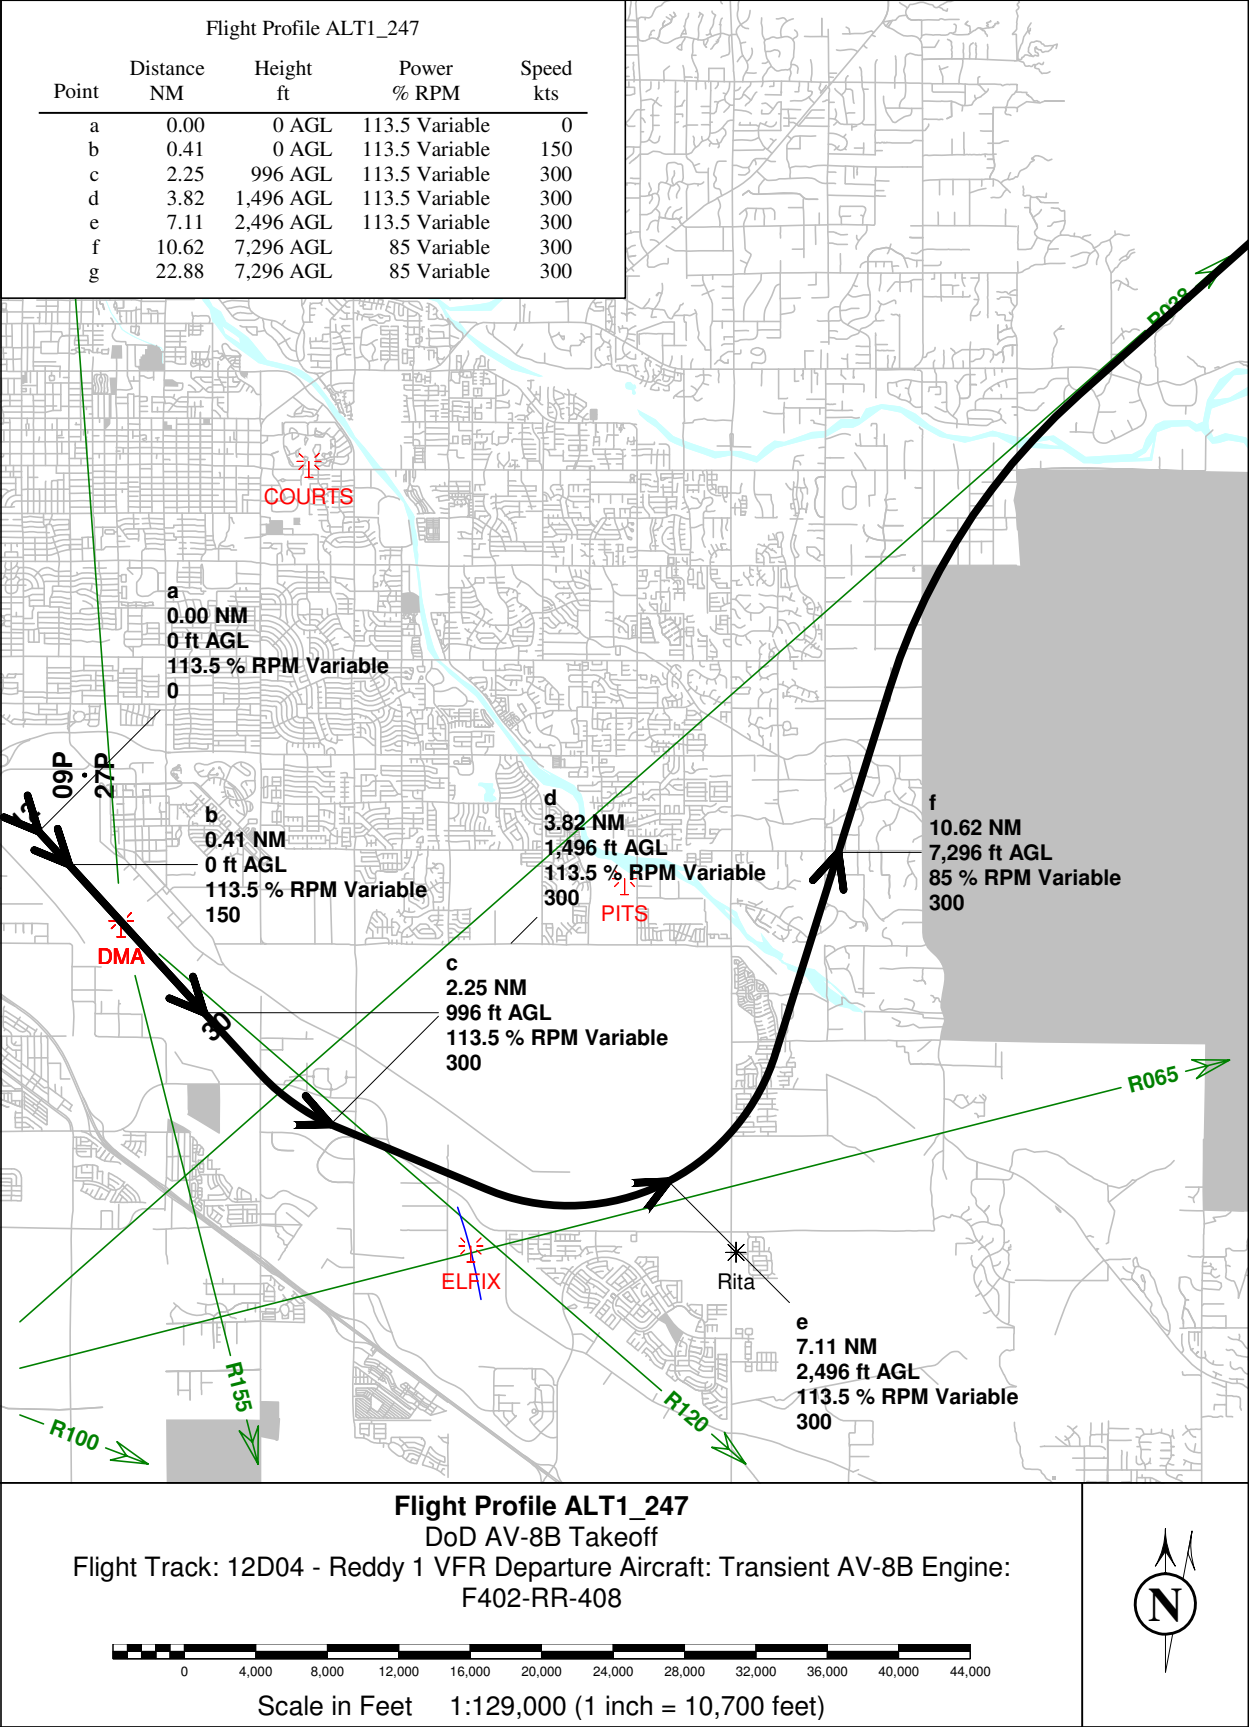 Flight Profile ALT1_247
Point Distance NM Height ft Power % RPM Speed kts
a 0.00 0 AGL 113.5 Variable 0
b 0.41 0 AGL 113.5 Variable 150
c 2.25 996 AGL 113.5 Variable 300
d 3.82 1,496 AGL 113.5 Variable 300
e 7.11 2,496 AGL 113.5 Variable 300
f 10.62 7,296 AGL 85 Variable 300
g 22.88 7,296 AGL 85 Variable 300
COURTS
a
0.00 NM
0 ft AGL
113.5 % RPM Variable
0
09P
27P
b
0.41 NM
0 ft AGL
113.5 % RPM Variable
150
d
3.82 NM
1,496 ft AGL
113.5 % RPM Variable
300
PITS
f
10.62 NM
7,296 ft AGL
85 % RPM Variable
300
DMA
c
2.25 NM
996 ft AGL
113.5 % RPM Variable
300
30
R065
ELFIX
Rita
e
7.11 NM
2,496 ft AGL
113.5 % RPM Variable
300
R155
R120
R100
Flight Profile ALT1_247
DoD AV-8B Takeoff
Flight Track: 12D04 - Reddy 1 VFR Departure Aircraft: Transient AV-8B Engine:
F402-RR-408
0 4,000 8,000 12,000 16,000 20,000 24,000 28,000 32,000 36,000 40,000 44,000
Scale in Feet 1:129,000 (1 inch = 10,700 feet)
N